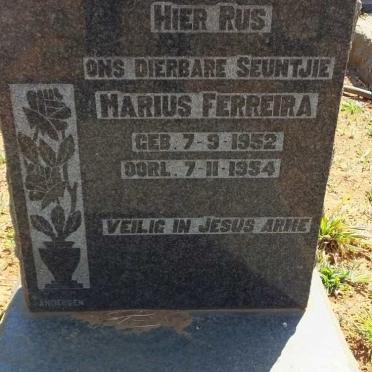 HIER RUS
ONS DIERBARE SEUNTJIE
MARIUS FERREIRA
GEB. 7-9-1952
OORL. 7-11-1954
VEILIG IN JESUS ARME
ANDERSEN